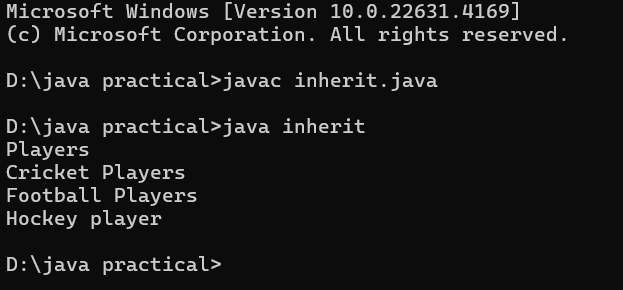 Microsoft Windows [Version 10.0.22631.4169]
(c) Microsoft Corporation. All rights reserved.
D:\java practical>javac inherit.java
D:\java practical>java inherit
Players
Cricket Players
Football Players
Hockey player
D:\java practical>